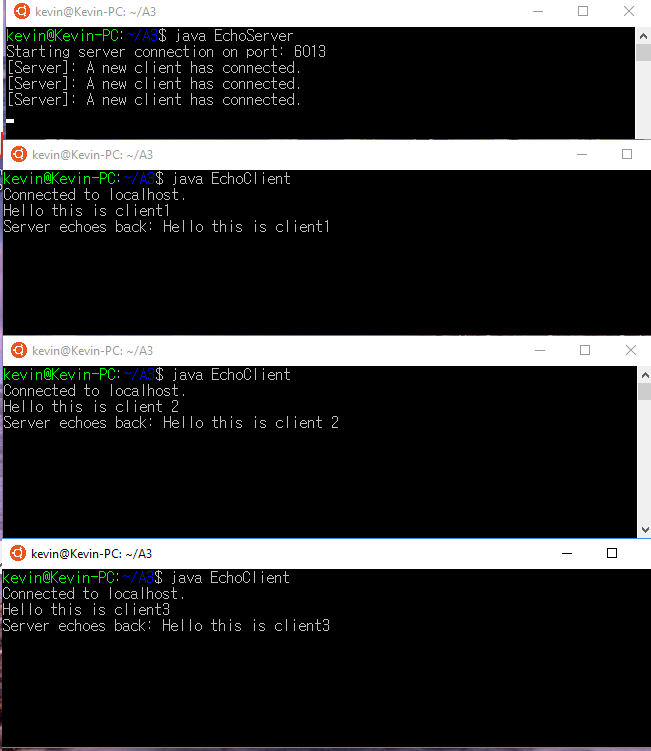 kevin@Kevin-PC: ~/A3
kevin@Kevin-PC:~/A3$ java EchoServer
Starting server connection on port: 6013
[Server]: A new client has connected.
[Server]: A new client has connected.
[Server]: A new client has connected.
kevin@Kevin-PC: ~/A3
kevin@Kevin-PC:~/A3$ java EchoClient
Connected to localhost.
Hello this is client1
Server echoes back: Hello this is client1
kevin@Kevin-PC: ~/A3
kevin@Kevin-PC:~/A3$ java EchoClient
Connected to localhost.
Hello this is client 2
Server echoes back: Hello this is client 2
kevin@Kevin-PC: ~/A3
kevin@Kevin-PC:~/A3$ java EchoClient
Connected to localhost.
Hello this is client3
Server echoes back: Hello this is client3